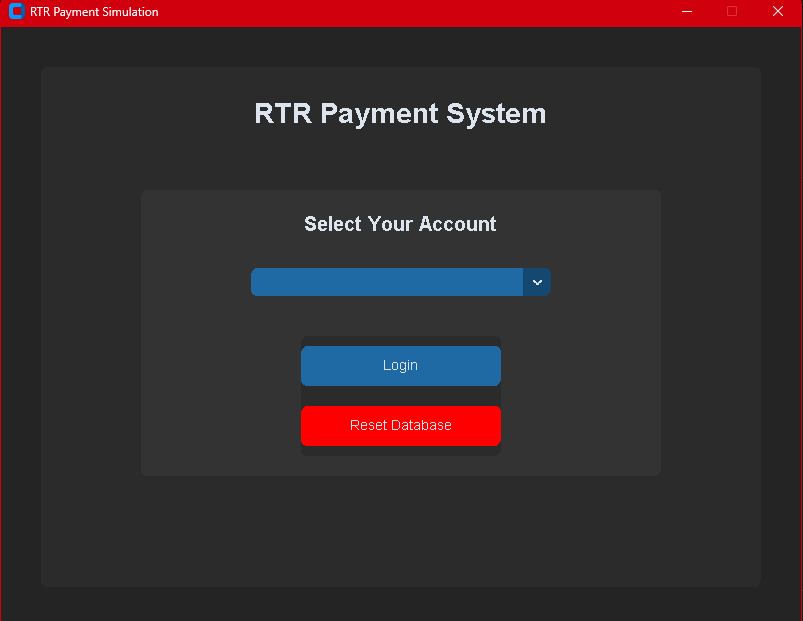 RTR Payment Simulation
RTR Payment System
Select Your Account
Login
Reset Database